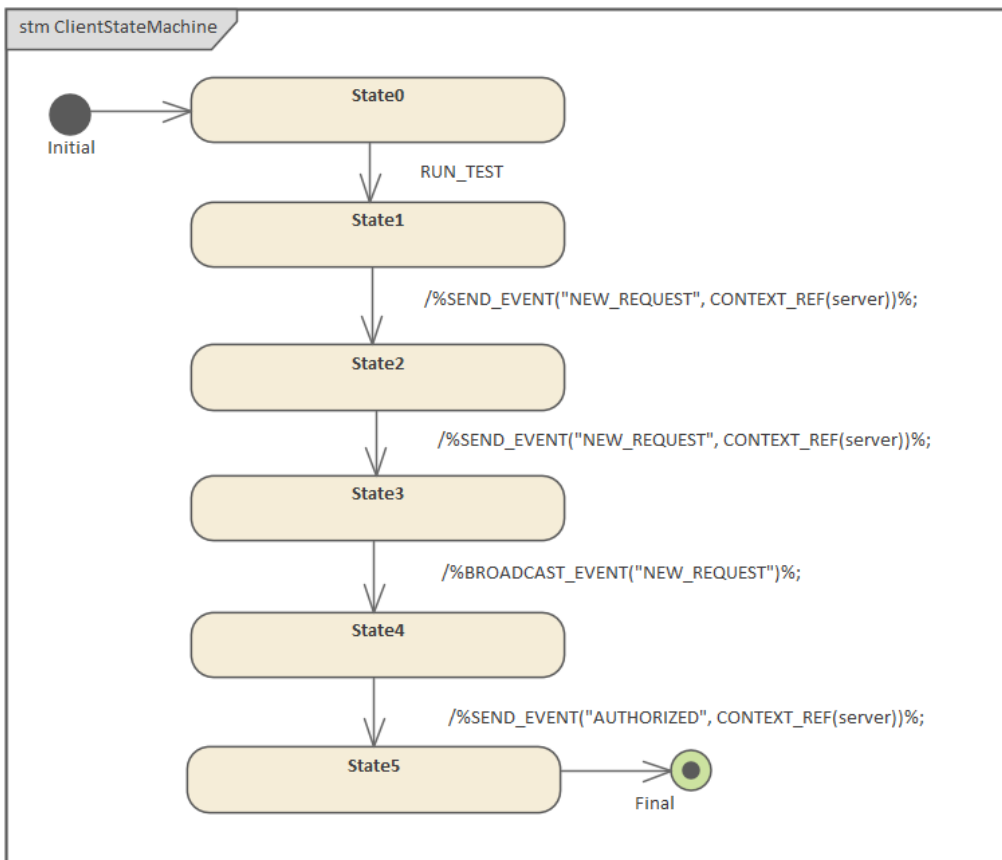 stm ClientStateMachine
State0
Initial
RUN_TEST
State1
/%SEND_EVENT("NEW_REQUEST", CONTEXT_REF(server))%;
State2
/%SEND_EVENT("NEW_REQUEST", CONTEXT_REF(server))%;
State3
/%BROADCAST_EVENT("NEW_REQUEST")%;
State4
/%SEND_EVENT("AUTHORIZED", CONTEXT_REF(server))%;
State5
Final